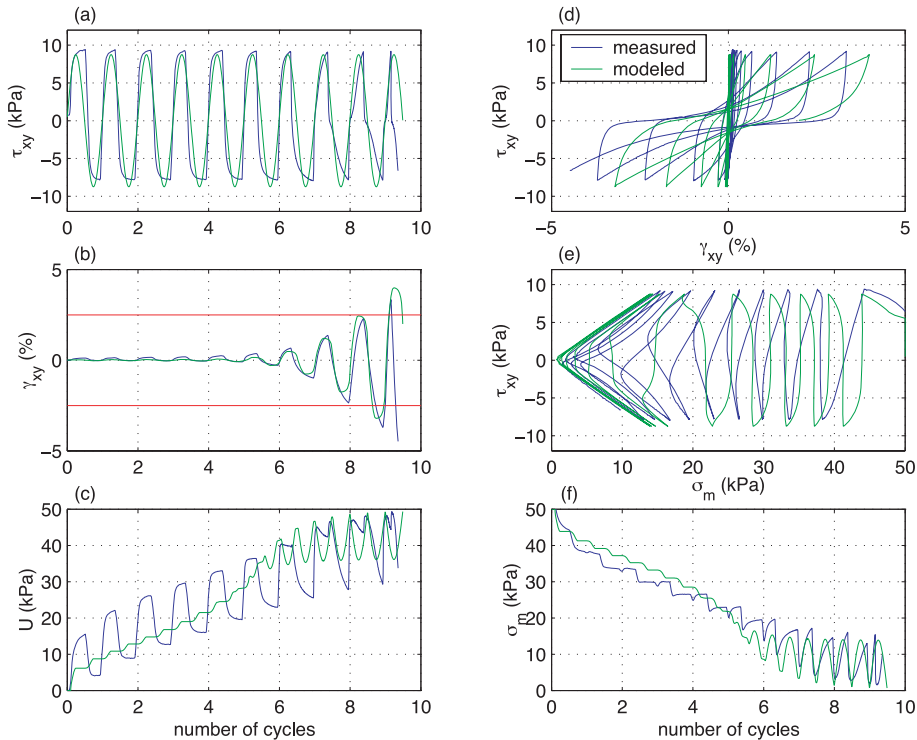 (a)
10
5
0
−5
−10
τxy (kPa)
0 2 4 6 8 10
(d)
measured
modeled
10
5
0
−5
−10
τxy (kPa)
−5 0 5
γxy (%)
(b)
5
0
−5
γxy (%)
0 2 4 6 8 10
(e)
10
5
0
−5
−10
τxy (kPa)
0 10 20 30 40 50
σm (kPa)
(c)
50
40
30
20
10
0
U (kPa)
0 2 4 6 8 10
number of cycles
(f)
50
40
30
20
10
0
σm (kPa)
0 2 4 6 8 10
number of cycles